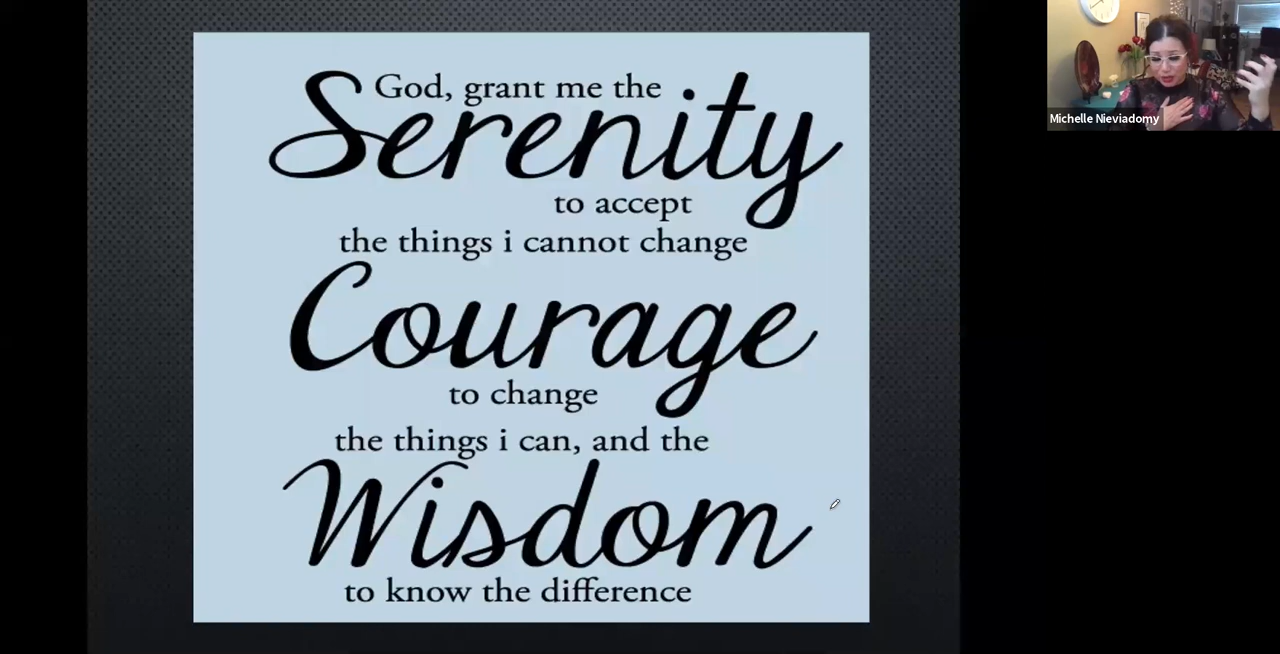 God, grant me the
Serenity
to accept
the things i cannot change
Courage
to change
the things i can, and the
Wisdom
to know the difference
Michelle Nieviadomy